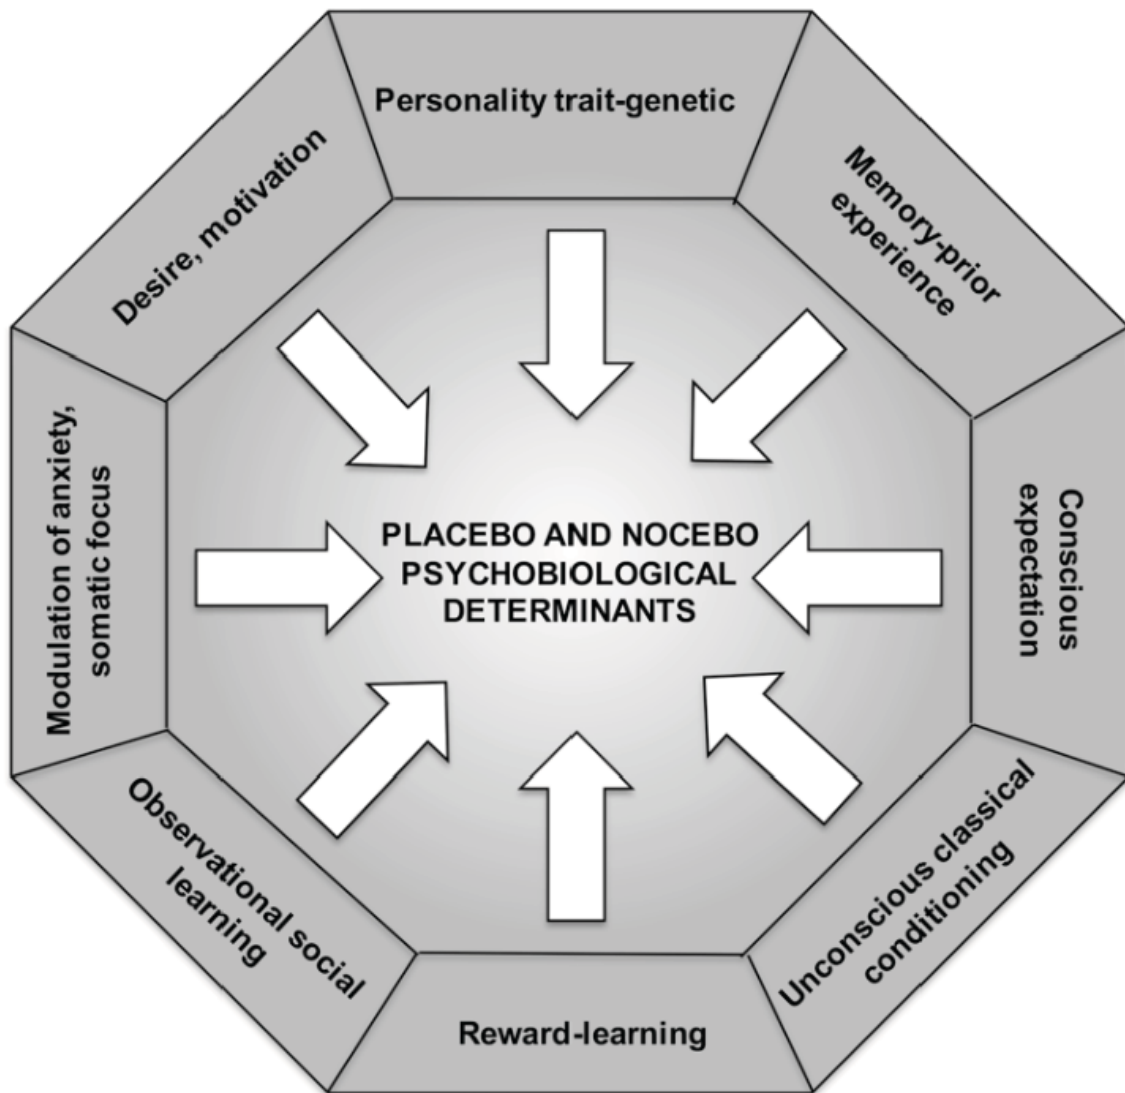 Personality trait-genetic
Memory-prior
experience
Conscious
expectation
Unconscious classical
conditioning
Reward-learning
Observational social
learning
Modulation of anxiety,
somatic focus
Desire, motivation
PLACEBO AND NOCEBO
PSYCHOBIOLOGICAL
DETERMINANTS